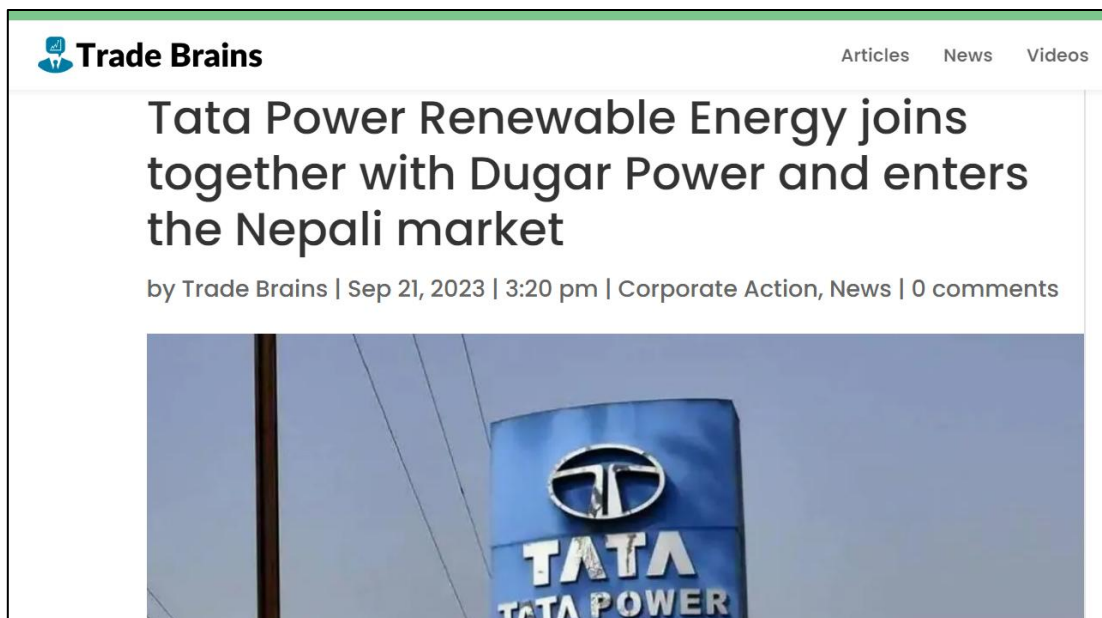 Trade Brains
Articles News Videos
Tata Power Renewable Energy joins
together with Dugar Power and enters
the Nepali market
by Trade Brains | Sep 21, 2023 | 3:20 pm | Corporate Action, News | 0 comments
TATA
TATA POWER